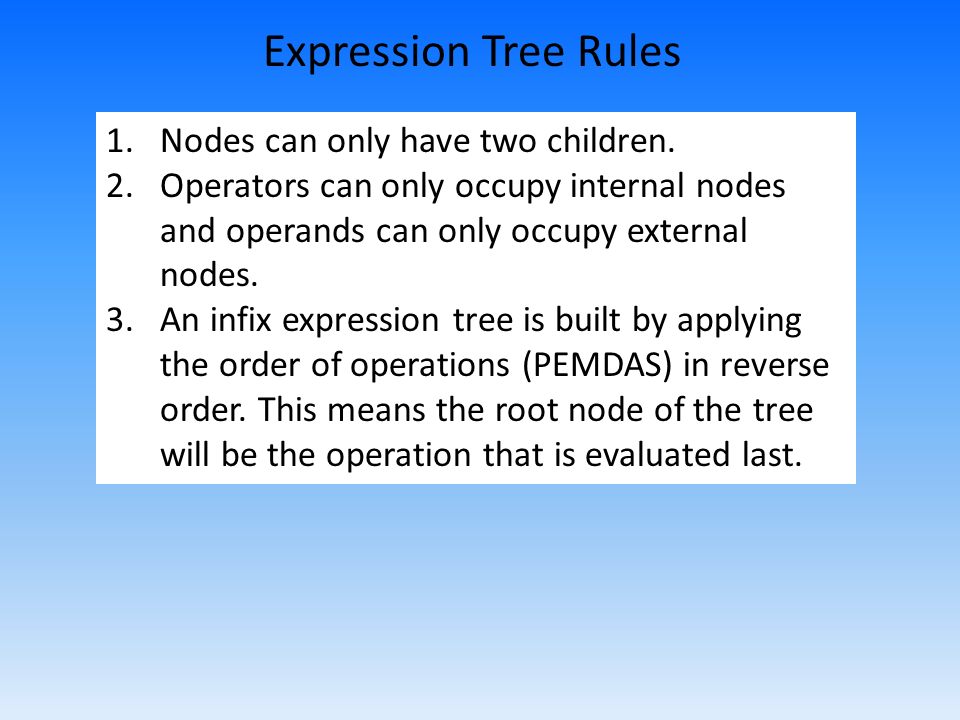 Expression Tree Rules
1. Nodes can only have two children.
2. Operators can only occupy internal nodes
and operands can only occupy external
nodes.
3. An infix expression tree is built by applying
the order of operations (PEMDAS) in reverse
order. This means the root node of the tree
will be the operation that is evaluated last.